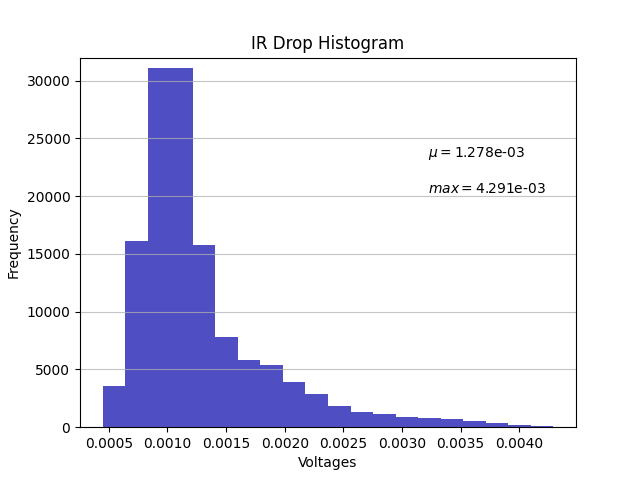 IR Drop Histogram
30000
25000
20000
15000
10000
5000
0
Frequency
μ = 1.278e-03
max = 4.291e-03
0.0005 0.0010 0.0015 0.0020 0.0025 0.0030 0.0035 0.0040
Voltages